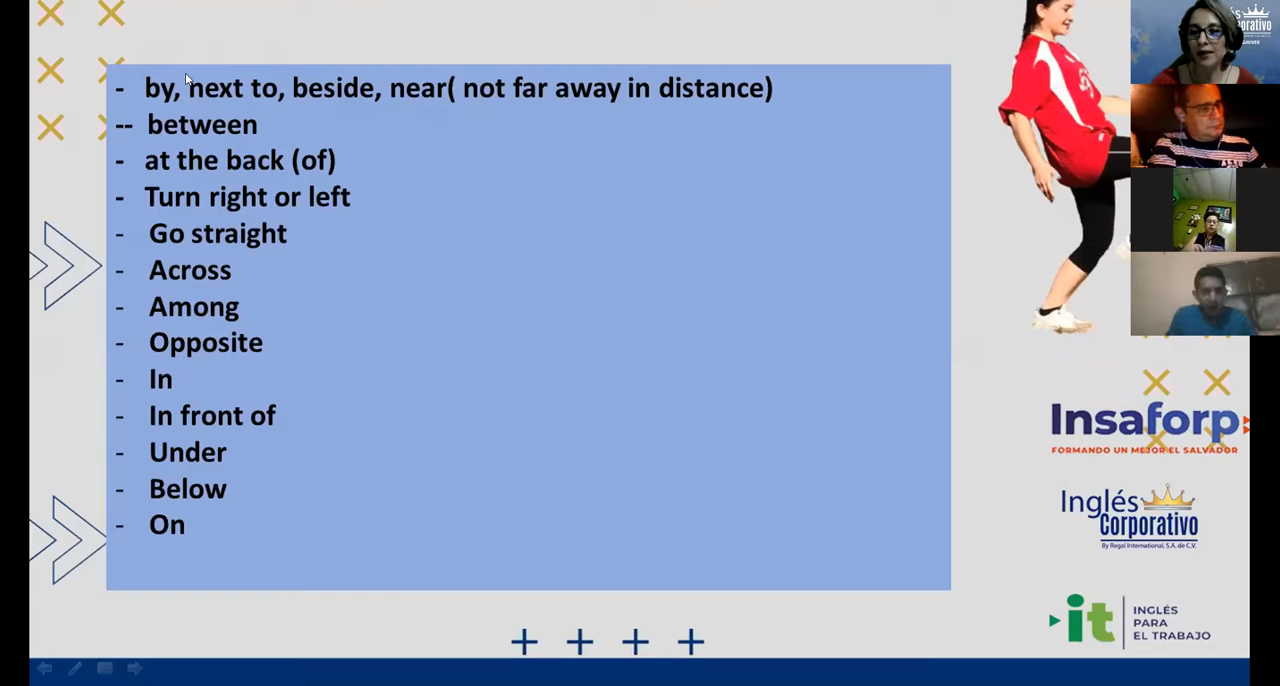 - by, next to, beside, near( not far away in distance)
-- between
- at the back (of)
- Turn right or left
- Go straight
- Across
- Among
- Opposite
- In
- In front of
- Under
- Below
- On
Insaforp
FORMANDO UN MEJOR EL SALVADOR
Inglés
Corporativo
By Regal International, S.A. de C.V.
it
INGLÉS
PARA
EL TRABAJO